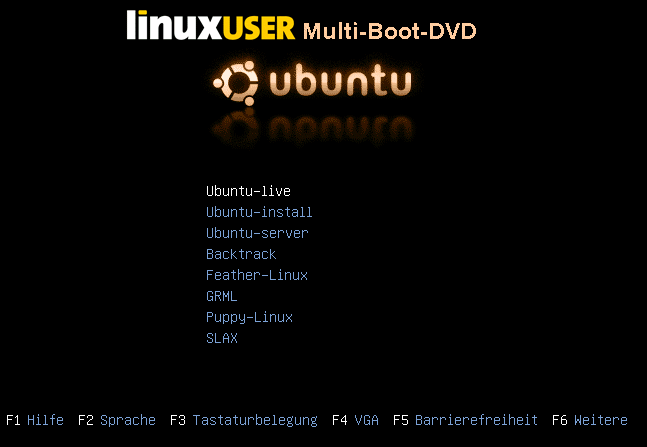 linuxUSER Multi-Boot-DVD
ubuntu
Ubuntu-live
Ubuntu-install
Ubuntu-server
Backtrack
Feather-Linux
GRML
Puppy-Linux
SLAX
F1 Hilfe F2 Sprache F3 Tastaturbelegung F4 VGA F5 Barrierefreiheit F6 Weitere